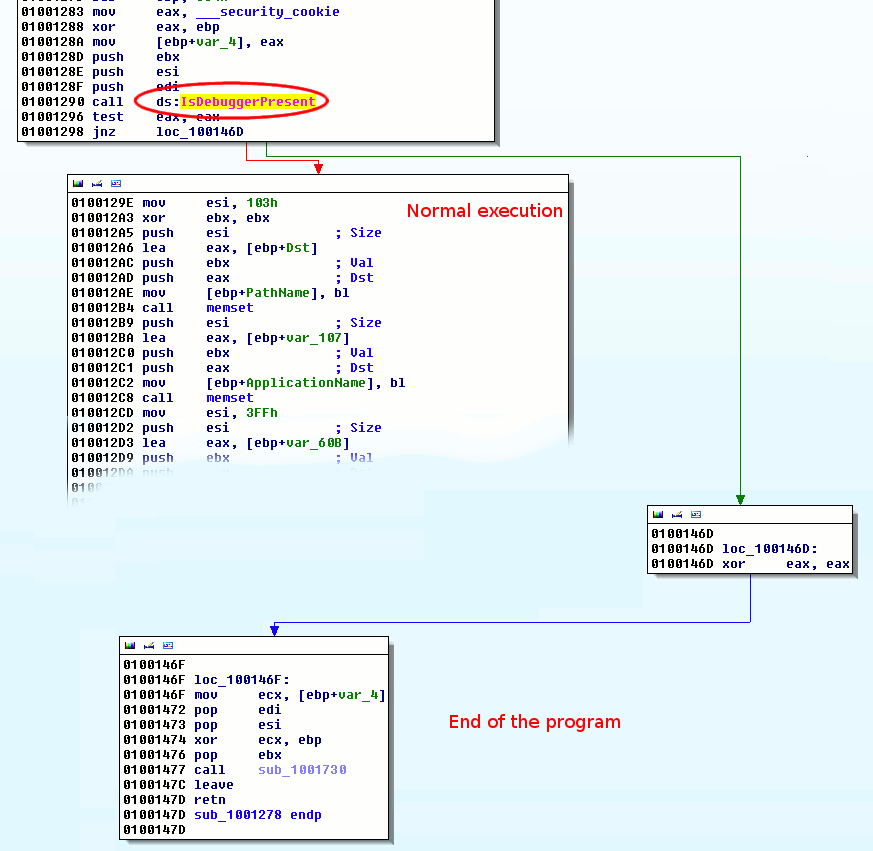 01001283 mov eax, ___security_cookie
01001288 xor eax, ebp
0100128A mov [ebp+var_4], eax
0100128D push ebx
0100128E push esi
0100128F push edi
01001290 call ds:IsDebuggerPresent
01001296 test eax, eax
01001298 jnz loc_100146D
0100129E mov esi, 103h
Normal execution
010012A3 xor ebx, ebx
010012A5 push esi ; Size
010012A6 lea eax, [ebp+Dst]
010012AC push ebx ; Val
010012AD push eax ; Dst
010012AE mov [ebp+PathName], bl
010012B4 call memset
010012B9 push esi ; Size
010012BA lea eax, [ebp+var_107]
010012C0 push ebx ; Val
010012C1 push eax ; Dst
010012C2 mov [ebp+ApplicationName], bl
010012C8 call memset
010012CD mov esi, 3FFh
010012D2 push esi ; Size
010012D3 lea eax, [ebp+var_60B]
010012D9 push ebx ; Val
0100146D
0100146D loc_100146D:
0100146D xor eax, eax
0100146F
0100146F loc_100146F:
0100146F mov ecx, [ebp+var_4]
01001472 pop edi
01001473 pop esi
01001474 xor ecx, ebp
01001476 pop ebx
01001477 call sub_1001730
0100147C leave
0100147D retn
0100147D sub_1001278 endp
0100147D
End of the program